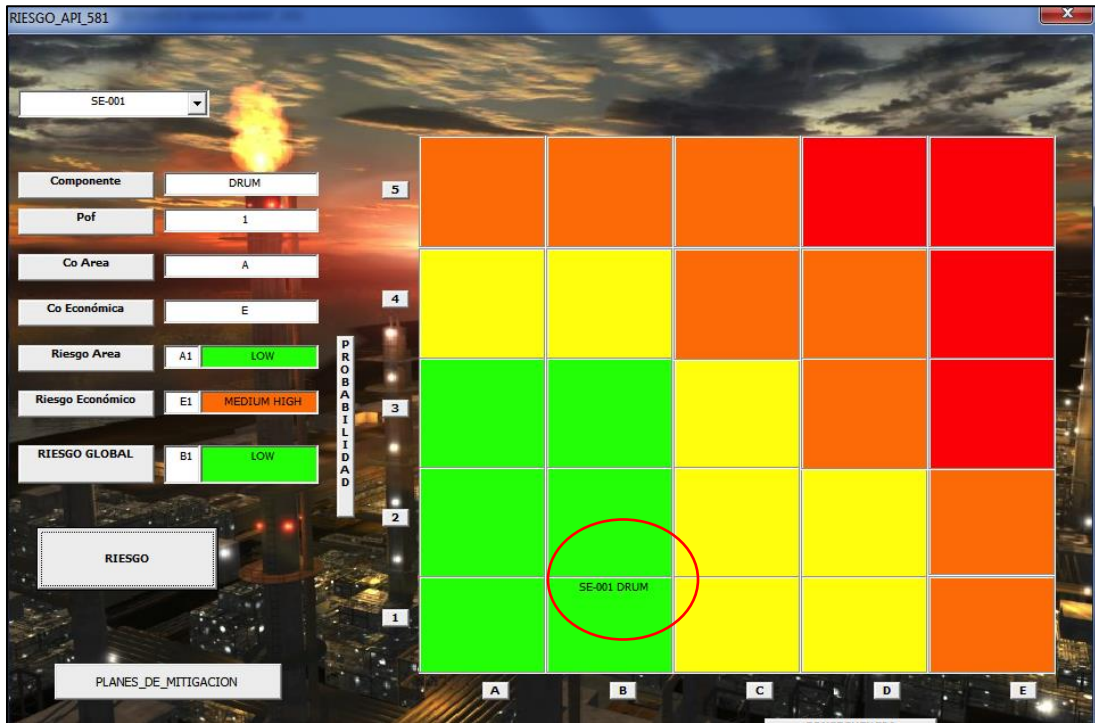 RIESGO_API_581
SE-001
Componente DRUM
Pof 1
Co Area A
Co Económica E
Riesgo Area A1 LOW
Riesgo Económico E1 MEDIUM HIGH
RIESGO GLOBAL B1 LOW
RIESGO
PLANES_DE_MITIGACION
PROBABILIDAD
5
4
3
2
1
SE-001 DRUM
A B C D E